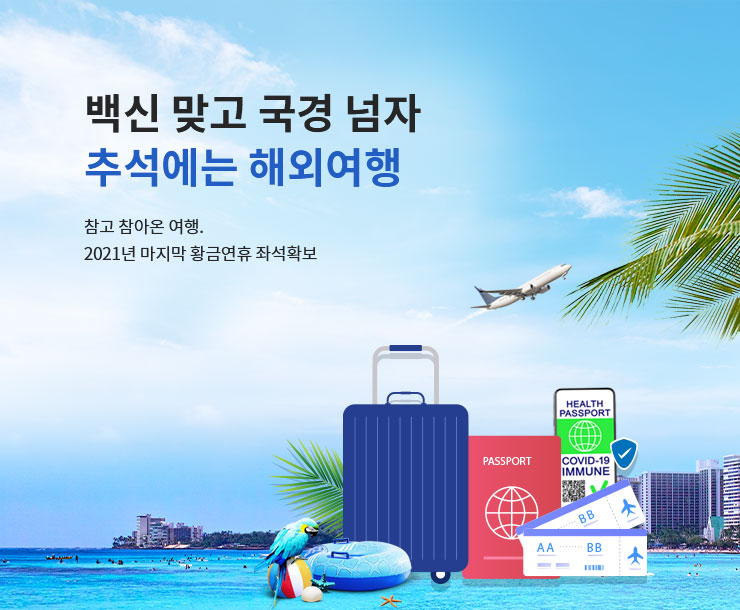 백신 맞고 국경 넘자
추석에는 해외여행
참고 참아온 여행.
2021년 마지막 황금연휴 좌석확보
HEALTH
PASSPORT
COVID-19
IMMUNE
PASSPORT
BB
AA
BB